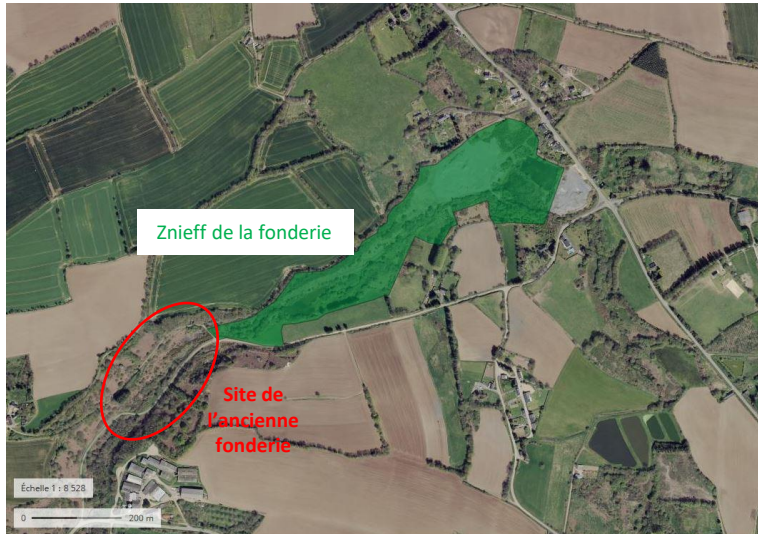 Znieff de la fonderie
Site de
l'ancienne
fonderie
Échelle 1 : 8 528
0 200 m